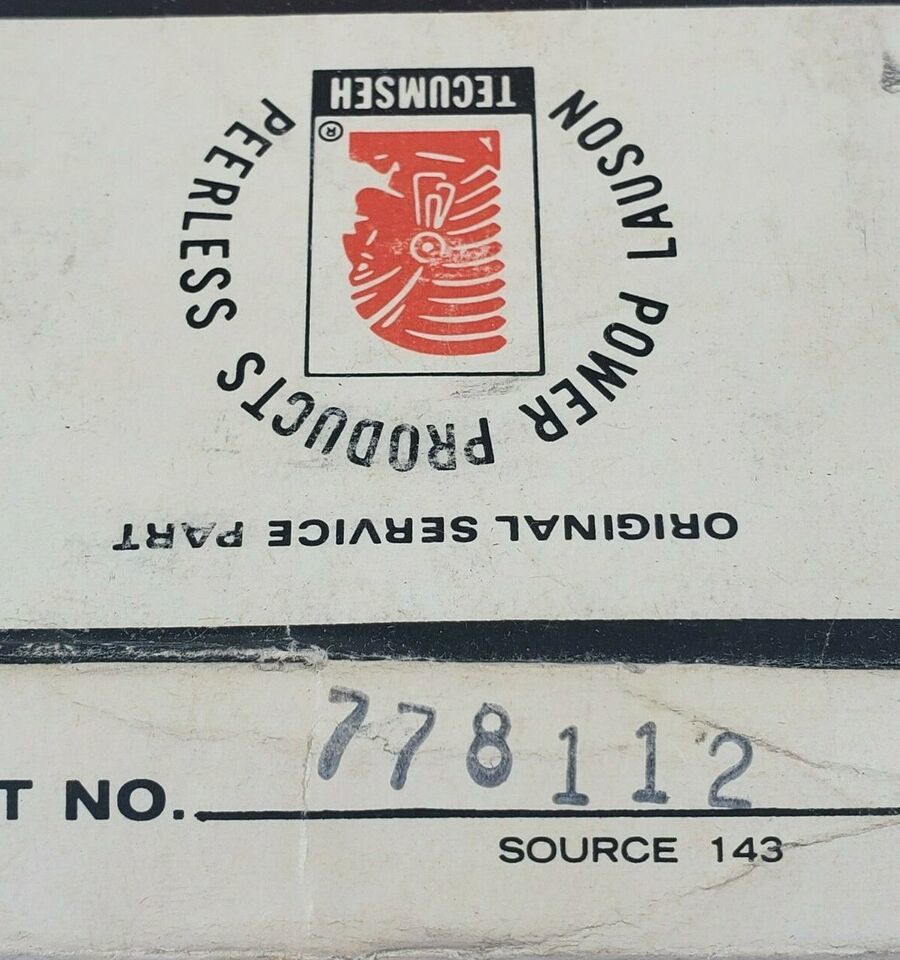 TECUMSEH
®
LAUSON POWER PRODUCTS PEERLESS
ORIGINAL SERVICE PART
T NO. 778112
SOURCE 143